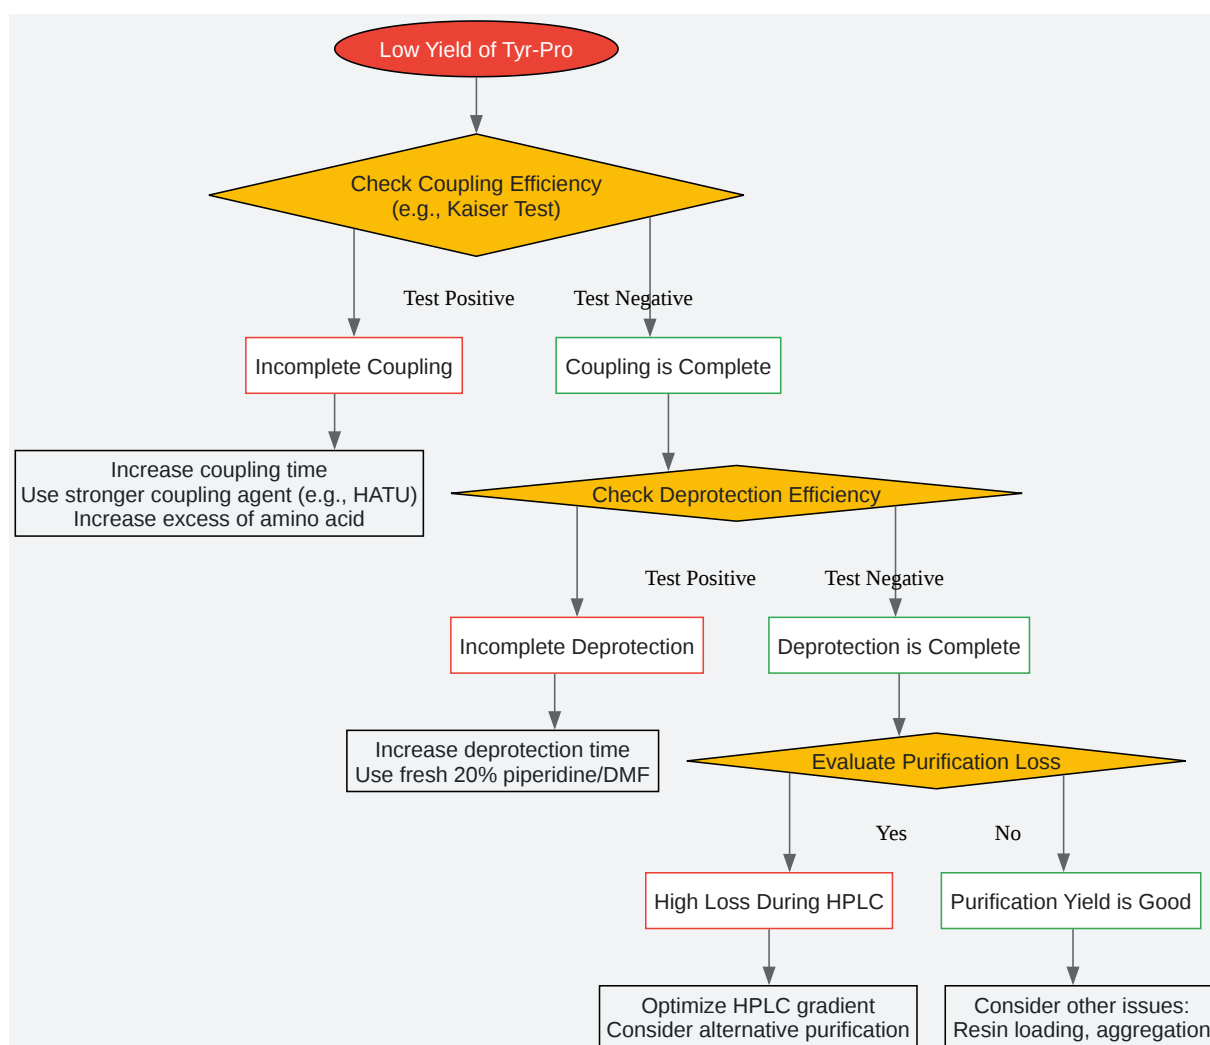 Low Yield of Tyr-Pro
Check Coupling Efficiency
(e.g., Kaiser Test)
Test Positive
Test Negative
Incomplete Coupling
Coupling is Complete
Increase coupling time
Use stronger coupling agent (e.g., HATU)
Increase excess of amino acid
Check Deprotection Efficiency
Test Positive
Test Negative
Incomplete Deprotection
Deprotection is Complete
Increase deprotection time
Use fresh 20% piperidine/DMF
Evaluate Purification Loss
Yes
No
High Loss During HPLC
Purification Yield is Good
Optimize HPLC gradient
Consider alternative purification
Consider other issues:
Resin loading, aggregation